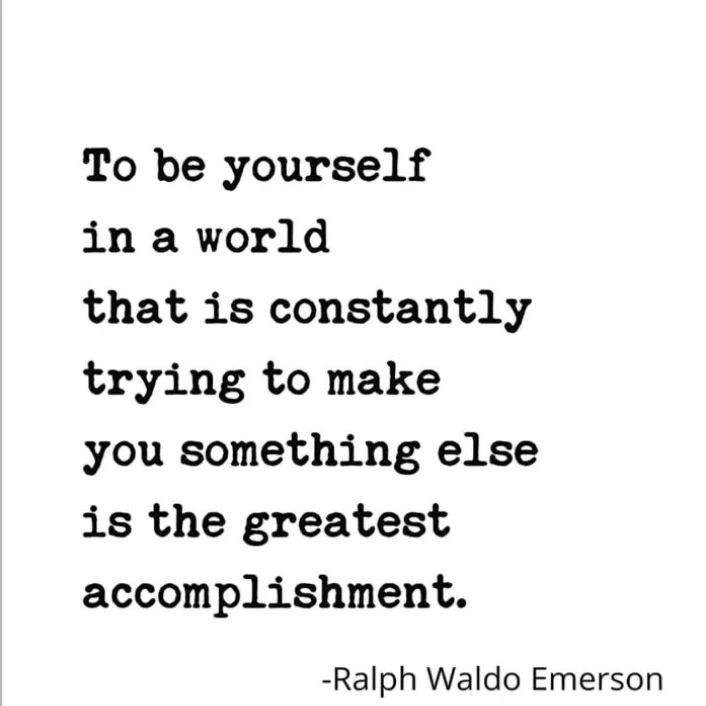 To be yourself
in a world
that is constantly
trying to make
you something else
is the greatest
accomplishment.
-Ralph Waldo Emerson